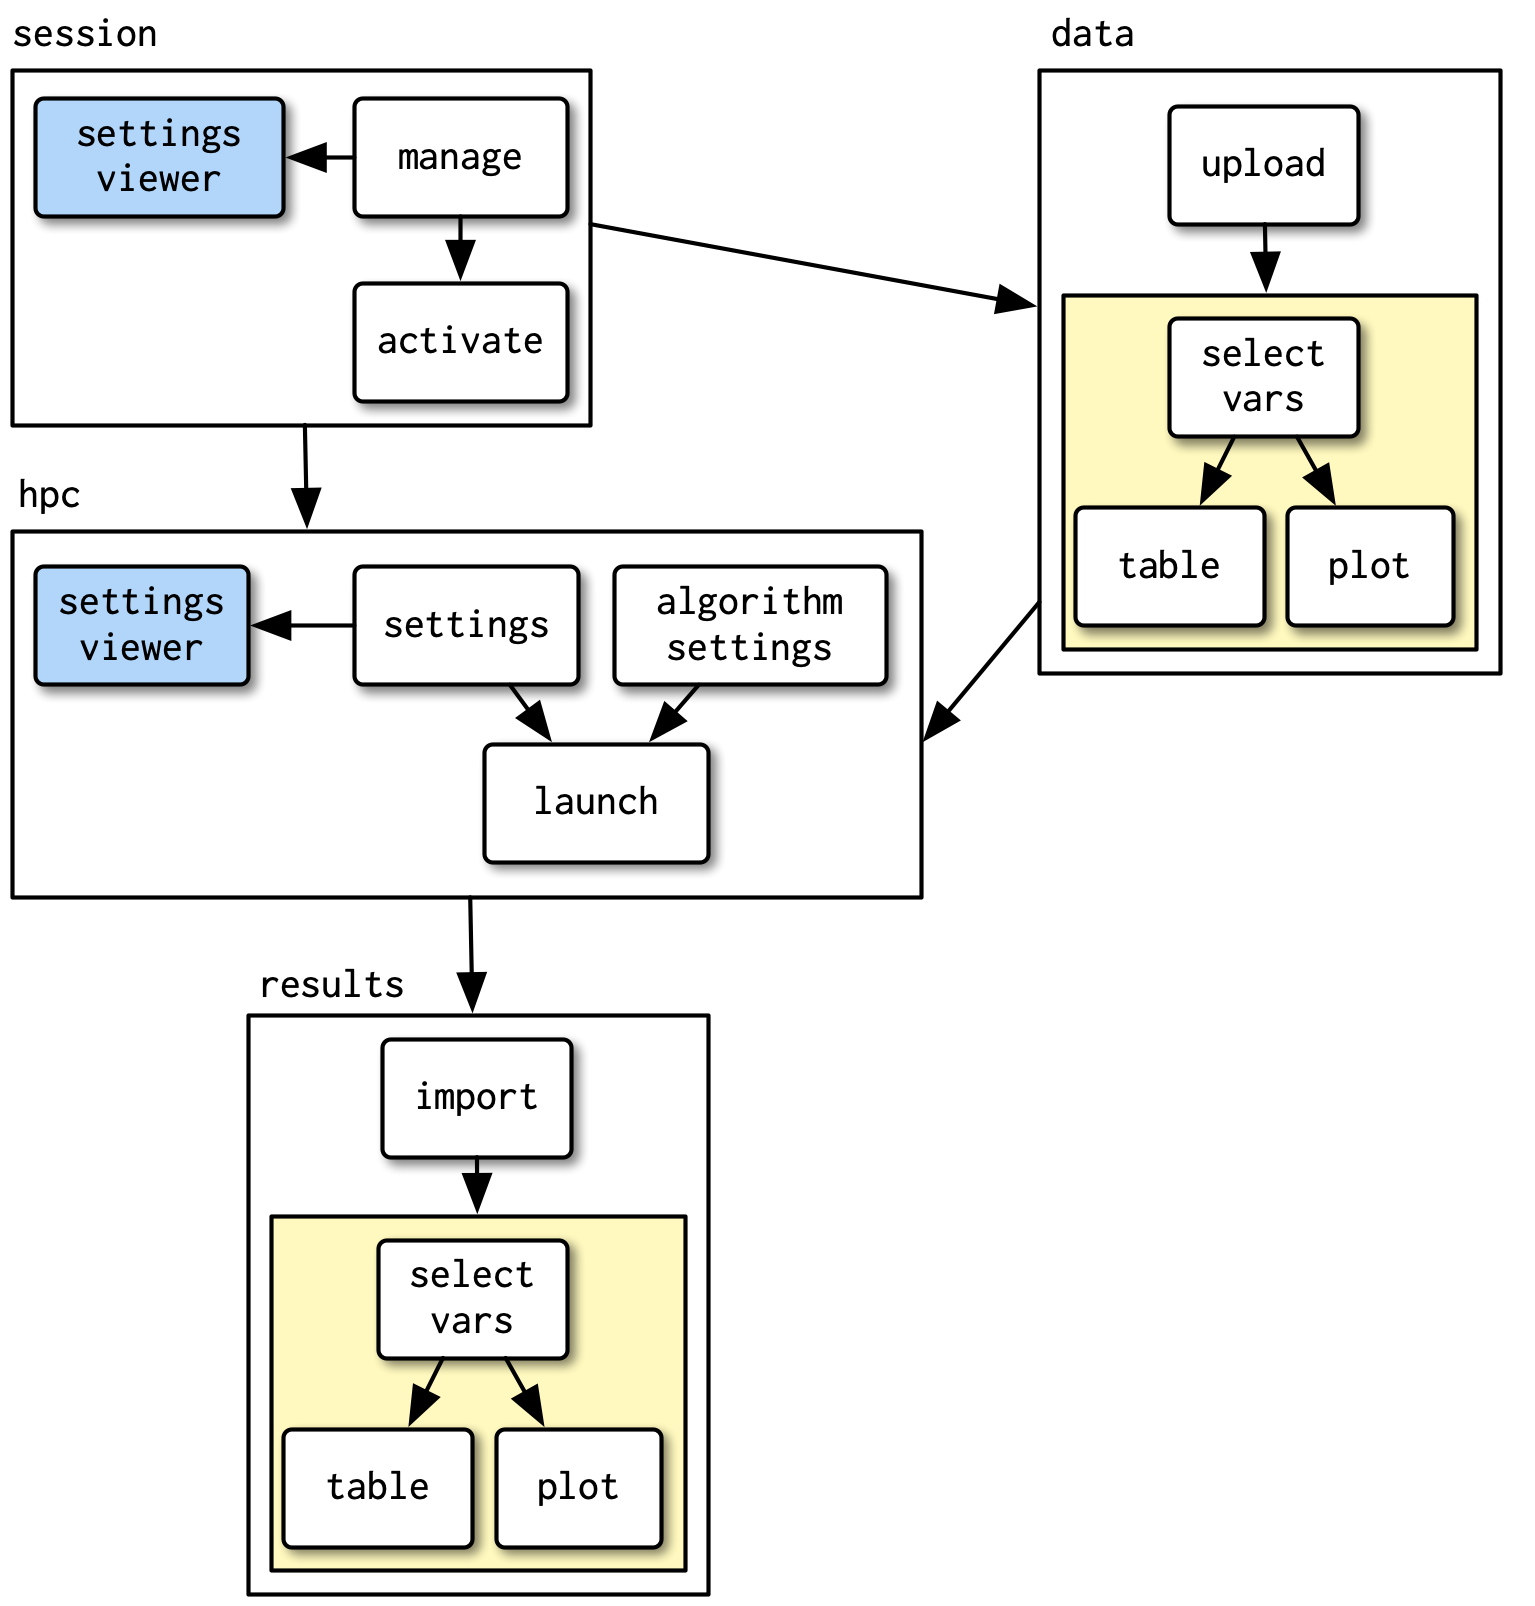 session
settings
viewer
manage
activate
data
upload
select
vars
table
plot
hpc
settings
viewer
settings
algorithm
settings
launch
results
import
select
vars
table
plot